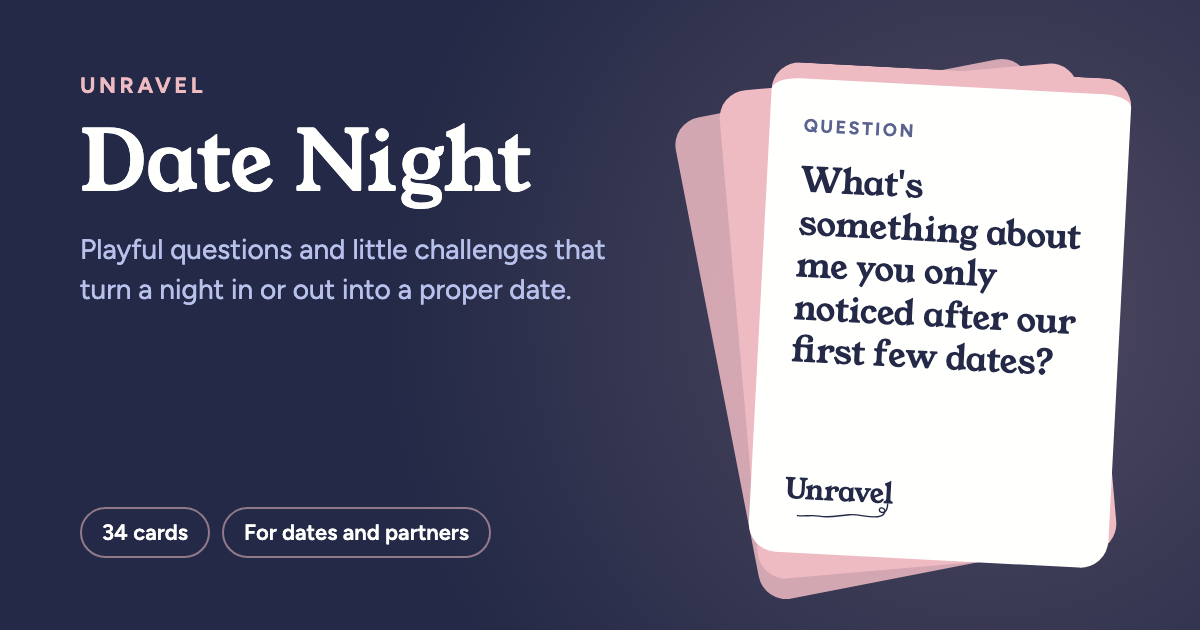 UNRAVEL
Date Night
Playful questions and little challenges that
turn a night in or out into a proper date.
34 cards
For dates and partners
QUESTION
What's
something about
me you only
noticed after our
first few dates?
Unravel